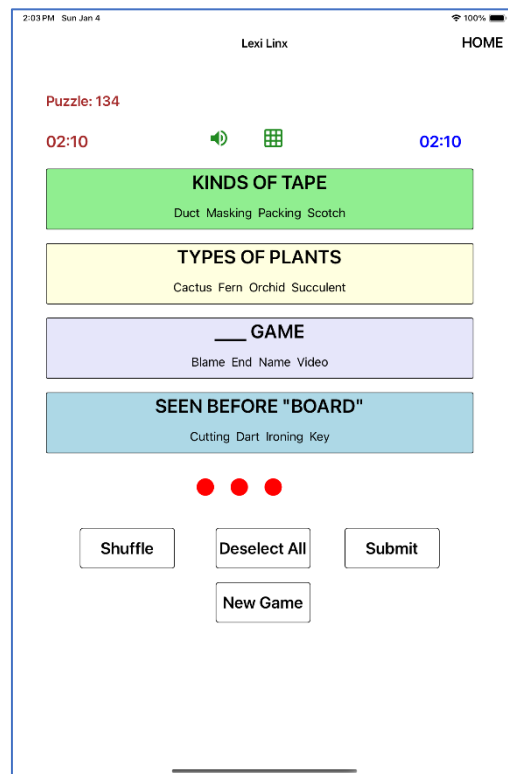 2:03 PM Sun Jan 4 100%
Lexi Linx HOME
Puzzle: 134
02:10 02:10
KINDS OF TAPE
Duct Masking Packing Scotch
TYPES OF PLANTS
Cactus Fern Orchid Succulent
___ GAME
Blame End Name Video
SEEN BEFORE "BOARD"
Cutting Dart Ironing Key
Shuffle Deselect All Submit
New Game